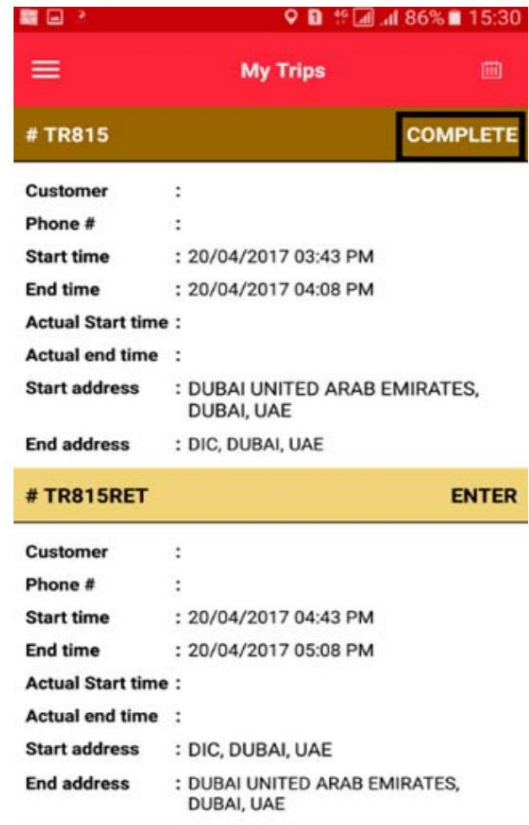 86% 15:30
My Trips
# TR815 COMPLETE
Customer :
Phone # :
Start time : 20/04/2017 03:43 PM
End time : 20/04/2017 04:08 PM
Actual Start time :
Actual end time :
Start address : DUBAI UNITED ARAB EMIRATES,
DUBAI, UAE
End address : DIC, DUBAI, UAE
# TR815RET ENTER
Customer :
Phone # :
Start time : 20/04/2017 04:43 PM
End time : 20/04/2017 05:08 PM
Actual Start time :
Actual end time :
Start address : DIC, DUBAI, UAE
End address : DUBAI UNITED ARAB EMIRATES,
DUBAI, UAE